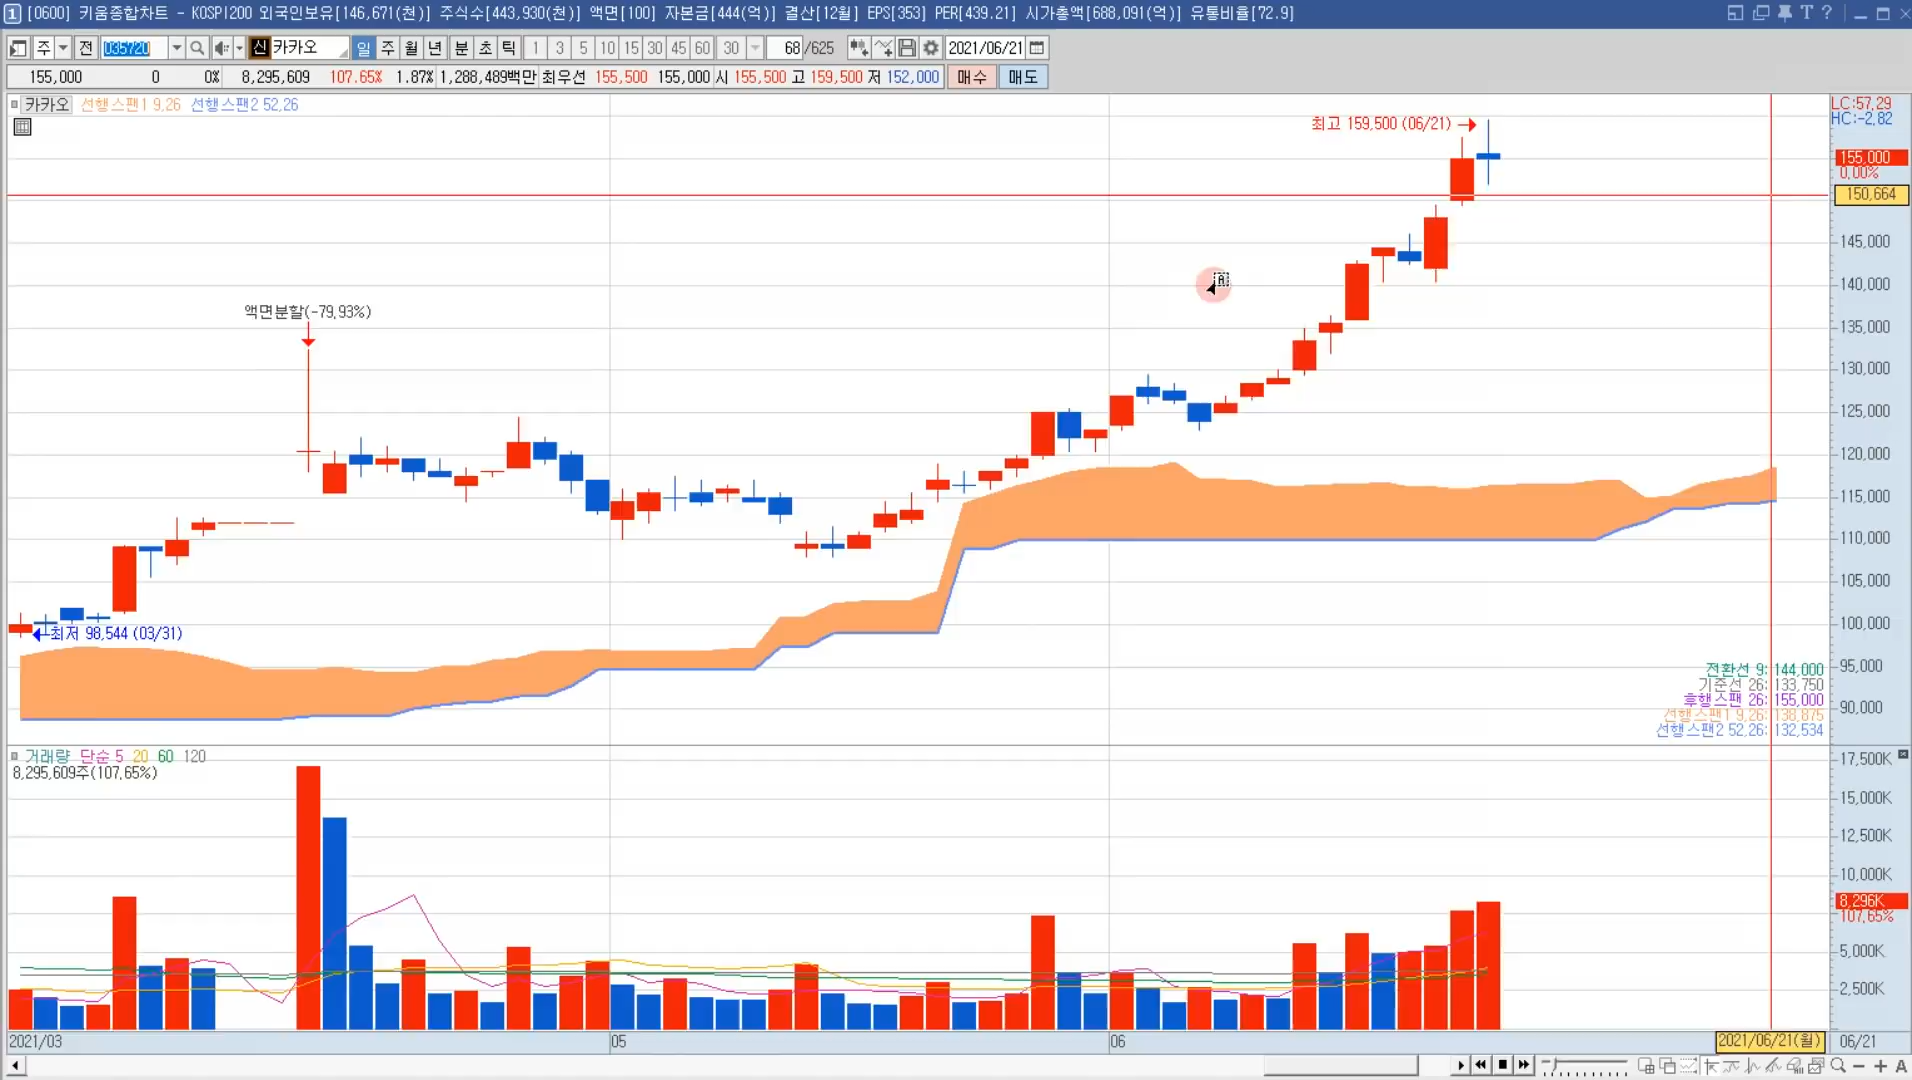 1 [0600] 키움종합차트 - KOSPI200 외국인보유[146,671(천)] 주식수[443,930(천)] 액면[100] 자본금[444(억)] 결산[12월] EPS[353] PER[439.21] 시가총액[688,091(억)] 유통비율[72.9] T ?
주 전 035720 신 카카오 일 주 월 년 분 초 틱 1 3 5 10 15 30 45 60 30 68 /625 2021/06/21
155,000 0 0% 8,295,609 107.65% 1.87% 1,288,489백만 최우선 155,500 155,000 시 155,500 고 159,500 저 152,000 매수 매도
카카오 선행스팬1 9,26 선행스팬2 52,26
LC:57,29
HC:-2,82
최고 159,500 (06/21)
155,000
0,00%
150,664
145,000
140,000
액면분할(-79,93%)
135,000
130,000
125,000
120,000
115,000
110,000
105,000
100,000
최저 98,544 (03/31)
95,000
90,000
전환선 9: 144,000
기준선 26: 133,750
후행스팬 26: 155,000
선행스팬1 9,26: 138,875
선행스팬2 52,26: 132,534
거래량 단순 5 20 60 120
8,295,609주(107,65%)
17,500K
15,000K
12,500K
10,000K
8,296K
107,65%
5,000K
2,500K
2021/03 05 06 2021/06/21(월) 06/21
A